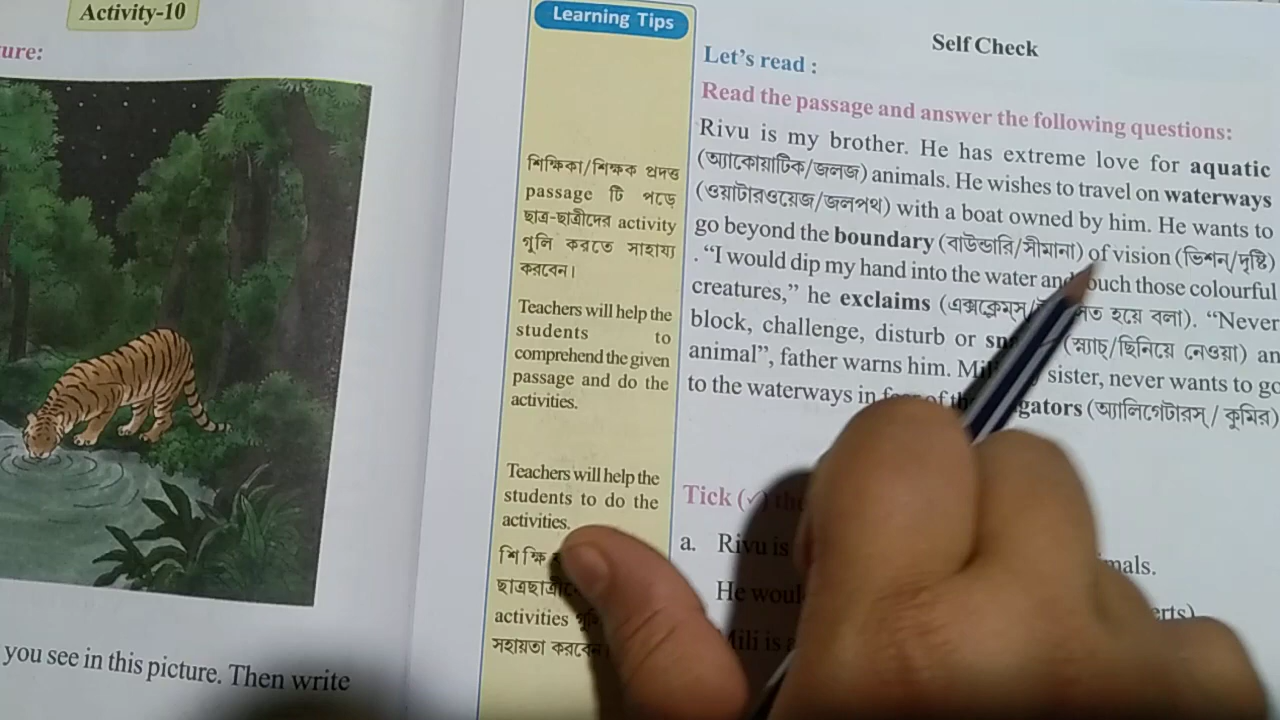 Activity-10
ure:
you see in this picture. Then write
Learning Tips
শিক্ষিকা/শিক্ষক প্রদত্ত
passage টি পড়ে
ছাত্র-ছাত্রীদের activity
গুলি করতে সাহায্য
করবেন।
Teachers will help the
students to
comprehend the given
passage and do the
activities.
Teachers will help the
students to do the
activities.
activities
সহায়তা করবেন
Self Check
Let's read :
Read the passage and answer the following questions:
Rivu is my brother. He has extreme love for aquatic
(অ্যাকোয়াটিক/জলজ) animals. He wishes to travel on waterways
(ওয়াটারওয়েজ/জলপথ) with a boat owned by him. He wants to
go beyond the boundary (বাউন্ডারি/সীমানা) of vision (ভিশন/দৃষ্টি)
. “I would dip my hand into the water and touch those colourful
creatures,” he exclaims (এক্সক্লেম্‌স্/ হয়ে বলা). “Never
block, challenge, disturb or (স্ন্যাচ্/ছিনিয়ে নেওয়া) an
animal”, father warns him. sister, never wants to go
to the waterways in of gators (অ্যালিগেটারস্ / কুমির)
Tick (✓)
a. Rivu is mals.
He woul erts)
Mili is a